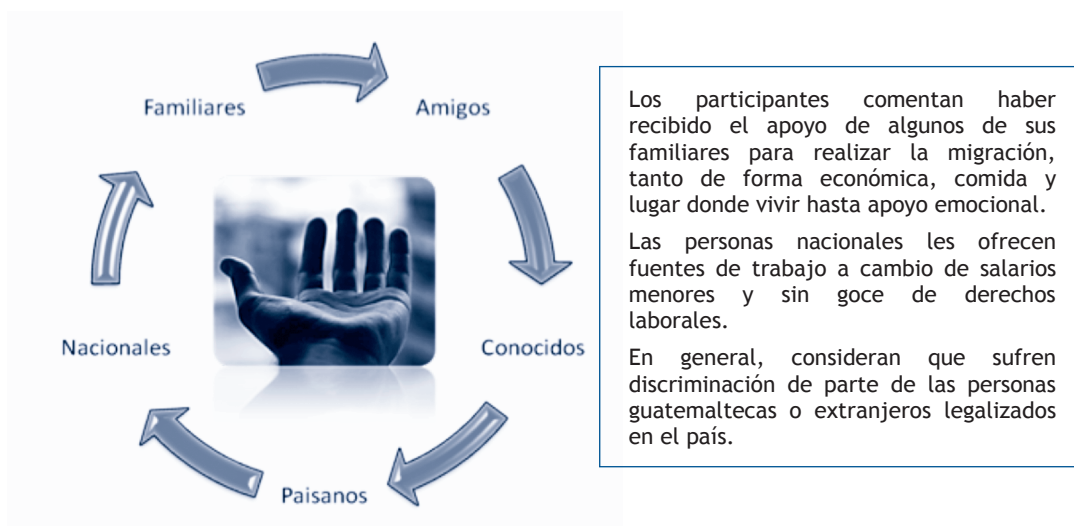 Familiares
Amigos
Conocidos
Paisanos
Nacionales
Los participantes comentan haber
recibido el apoyo de algunos de sus
familiares para realizar la migración,
tanto de forma económica, comida y
lugar donde vivir hasta apoyo emocional.
Las personas nacionales les ofrecen
fuentes de trabajo a cambio de salarios
menores y sin goce de derechos
laborales.
En general, consideran que sufren
discriminación de parte de las personas
guatemaltecas o extranjeros legalizados
en el país.